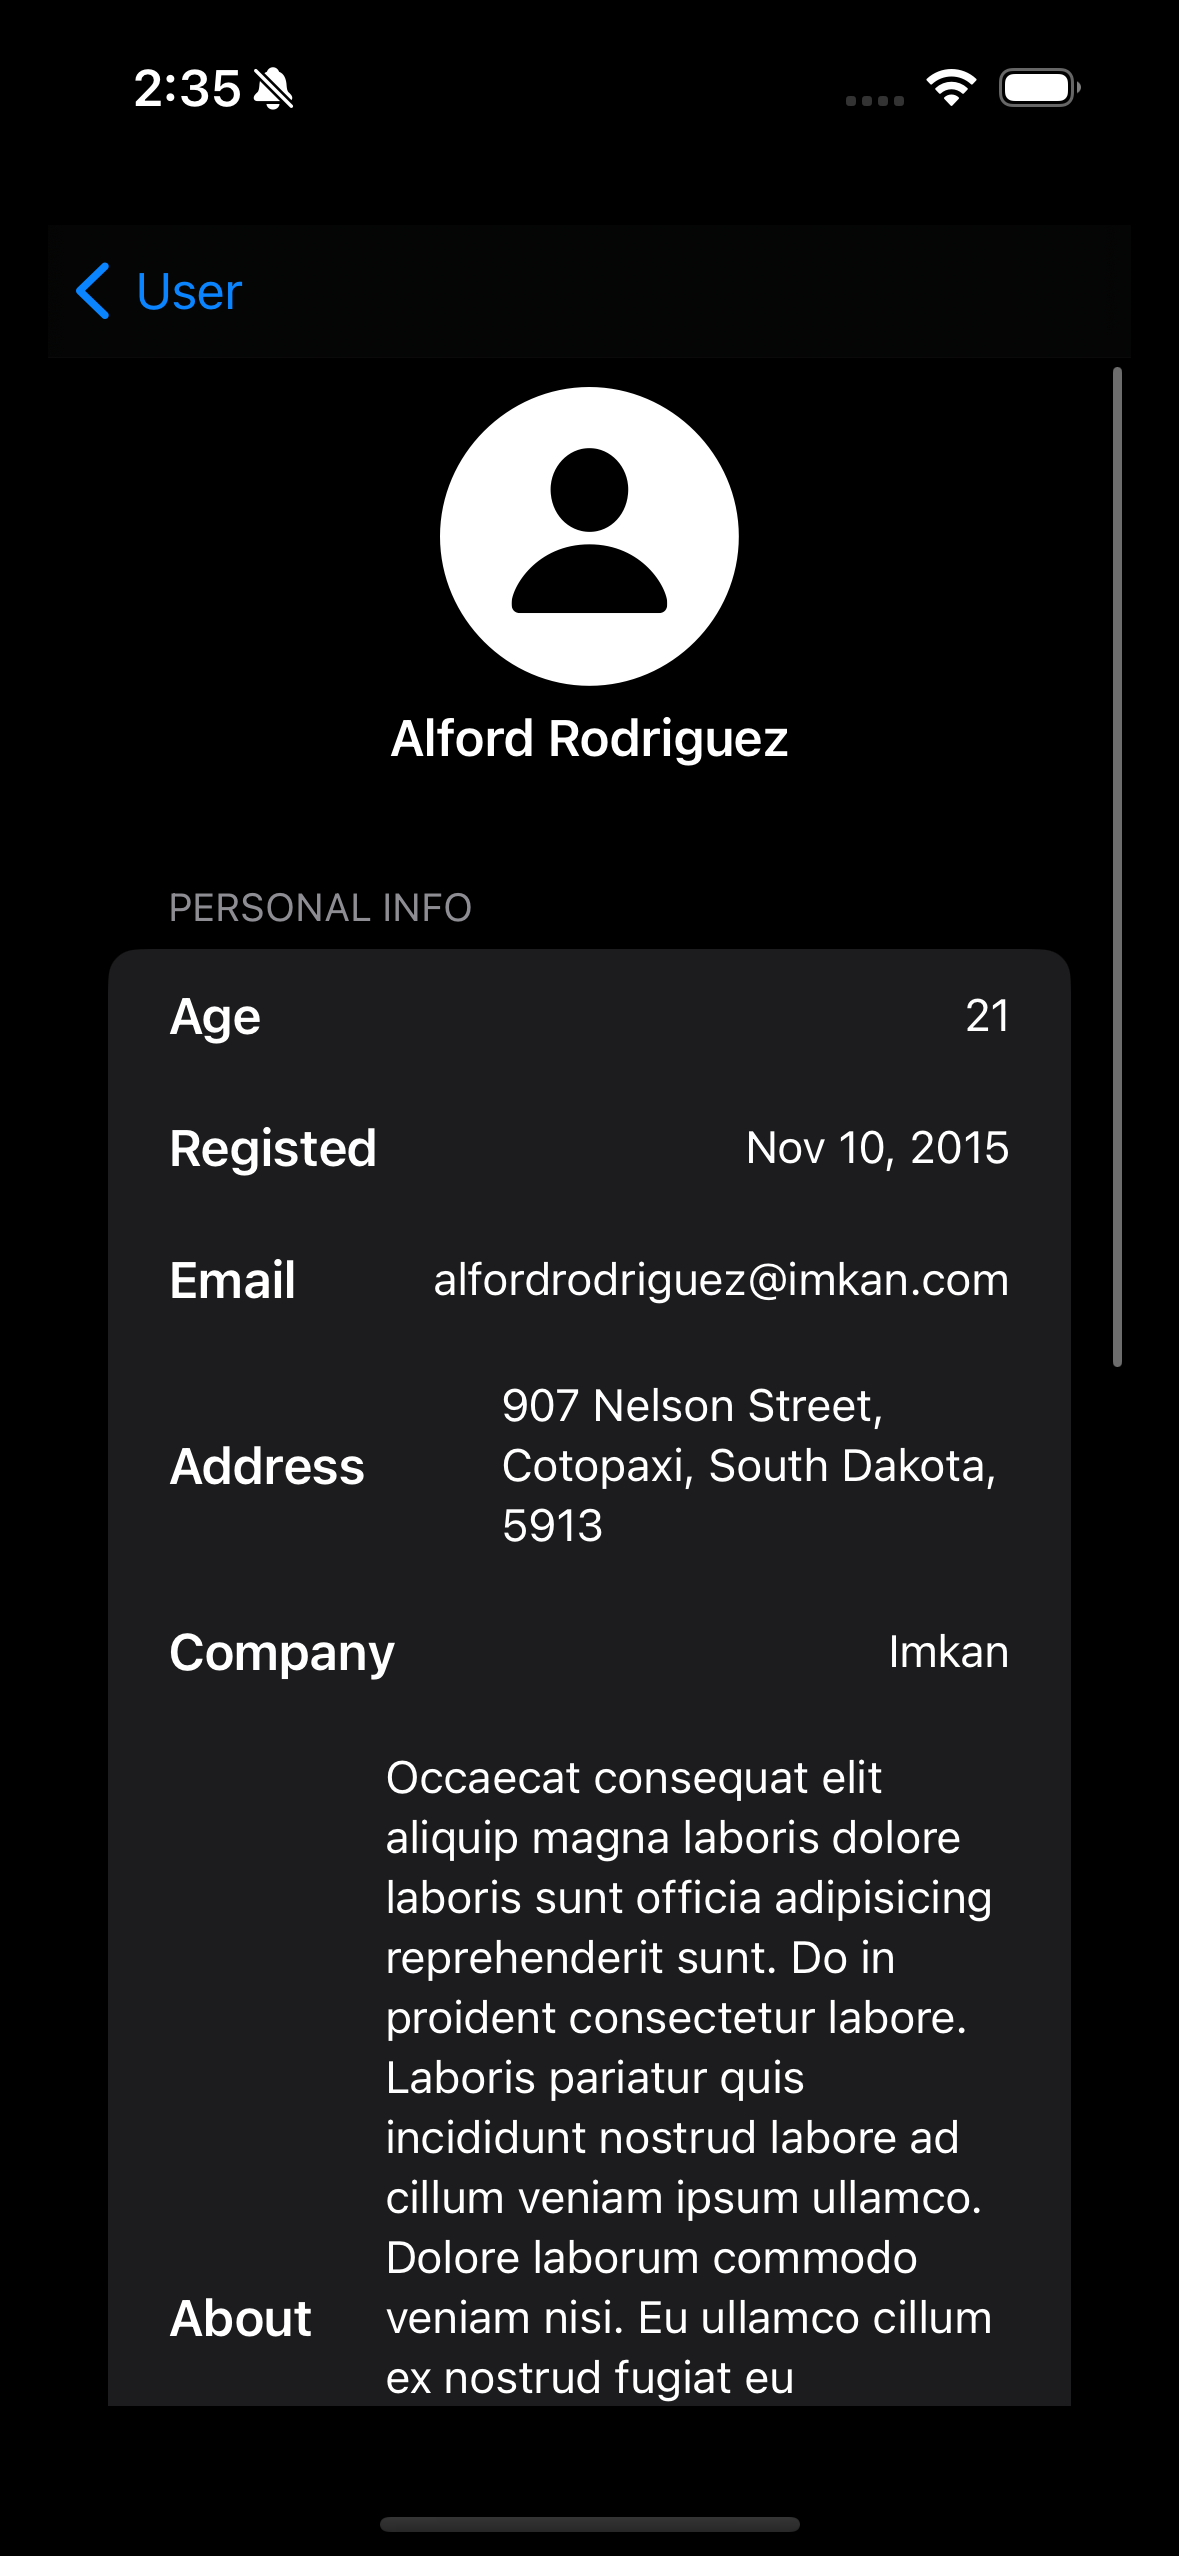 2:35
User
Alford Rodriguez
PERSONAL INFO
Age 21
Registed Nov 10, 2015
Email alfordrodriguez@imkan.com
Address 907 Nelson Street,
Cotopaxi, South Dakota,
5913
Company Imkan
About Occaecat consequat elit
aliquip magna laboris dolore
laboris sunt officia adipisicing
reprehenderit sunt. Do in
proident consectetur labore.
Laboris pariatur quis
incididunt nostrud labore ad
cillum veniam ipsum ullamco.
Dolore laborum commodo
veniam nisi. Eu ullamco cillum
ex nostrud fugiat eu